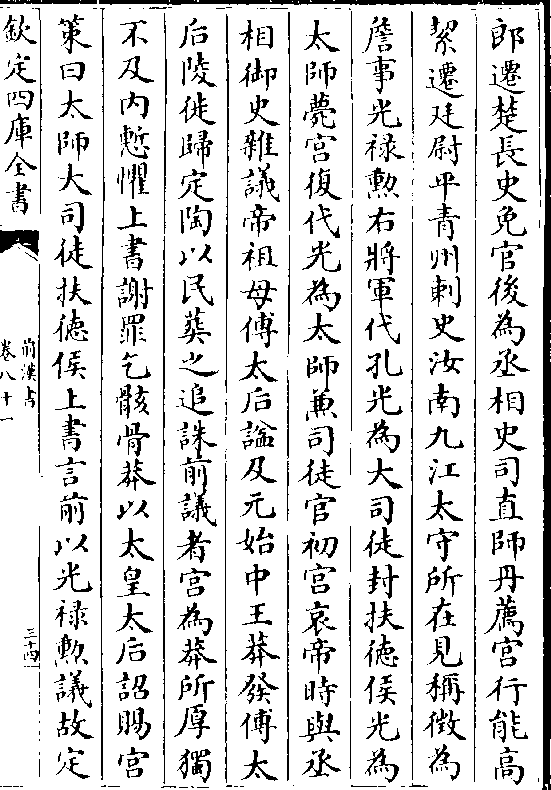 郎遷楚長史免官後為丞相史司直師丹薦宫行能高
絜遷廷尉平青州刺史汝南九江太守所在見稱徵為
詹事光禄勲右將軍代孔光為大司徒封扶德侯光為
太師薨宫復代光為太師兼司徒官初宫哀帝時與丞
相御史雜議帝祖母傅太后諡及元始中王莽發傅太
后陵徙歸定陶以民葬之追誅前議者宫為莽所厚獨
不及内慙懼上書謝罪乞骸骨莽以太皇太后詔賜宫
策曰太師大司徒扶德侯上書言前以光禄勲議故定
欽定四庫全書
前漢書
卷八十一
三十四